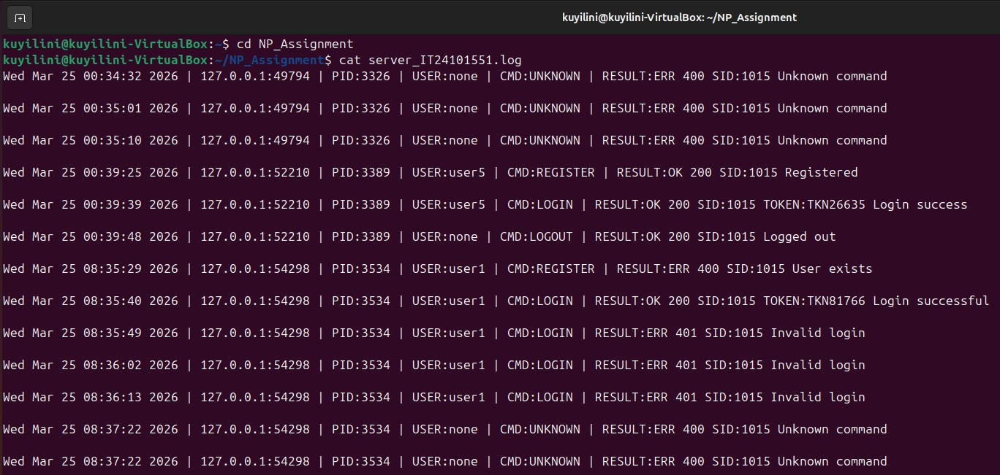 kuyilini@kuyilini-VirtualBox: ~/NP_Assignment
kuyilini@kuyilini-VirtualBox:~$ cd NP_Assignment
kuyilini@kuyilini-VirtualBox:~/NP_Assignment$ cat server_IT24101551.log
Wed Mar 25 00:34:32 2026 | 127.0.0.1:49794 | PID:3326 | USER:none | CMD:UNKNOWN | RESULT:ERR 400 SID:1015 Unknown command
Wed Mar 25 00:35:01 2026 | 127.0.0.1:49794 | PID:3326 | USER:none | CMD:UNKNOWN | RESULT:ERR 400 SID:1015 Unknown command
Wed Mar 25 00:35:10 2026 | 127.0.0.1:49794 | PID:3326 | USER:none | CMD:UNKNOWN | RESULT:ERR 400 SID:1015 Unknown command
Wed Mar 25 00:39:25 2026 | 127.0.0.1:52210 | PID:3389 | USER:user5 | CMD:REGISTER | RESULT:OK 200 SID:1015 Registered
Wed Mar 25 00:39:39 2026 | 127.0.0.1:52210 | PID:3389 | USER:user5 | CMD:LOGIN | RESULT:OK 200 SID:1015 TOKEN:TKN26635 Login success
Wed Mar 25 00:39:48 2026 | 127.0.0.1:52210 | PID:3389 | USER:none | CMD:LOGOUT | RESULT:OK 200 SID:1015 Logged out
Wed Mar 25 08:35:29 2026 | 127.0.0.1:54298 | PID:3534 | USER:user1 | CMD:REGISTER | RESULT:ERR 400 SID:1015 User exists
Wed Mar 25 08:35:40 2026 | 127.0.0.1:54298 | PID:3534 | USER:user1 | CMD:LOGIN | RESULT:OK 200 SID:1015 TOKEN:TKN81766 Login successful
Wed Mar 25 08:35:49 2026 | 127.0.0.1:54298 | PID:3534 | USER:user1 | CMD:LOGIN | RESULT:ERR 401 SID:1015 Invalid login
Wed Mar 25 08:36:02 2026 | 127.0.0.1:54298 | PID:3534 | USER:user1 | CMD:LOGIN | RESULT:ERR 401 SID:1015 Invalid login
Wed Mar 25 08:36:13 2026 | 127.0.0.1:54298 | PID:3534 | USER:user1 | CMD:LOGIN | RESULT:ERR 401 SID:1015 Invalid login
Wed Mar 25 08:37:22 2026 | 127.0.0.1:54298 | PID:3534 | USER:none | CMD:UNKNOWN | RESULT:ERR 400 SID:1015 Unknown command
Wed Mar 25 08:37:22 2026 | 127.0.0.1:54298 | PID:3534 | USER:none | CMD:UNKNOWN | RESULT:ERR 400 SID:1015 Unknown command